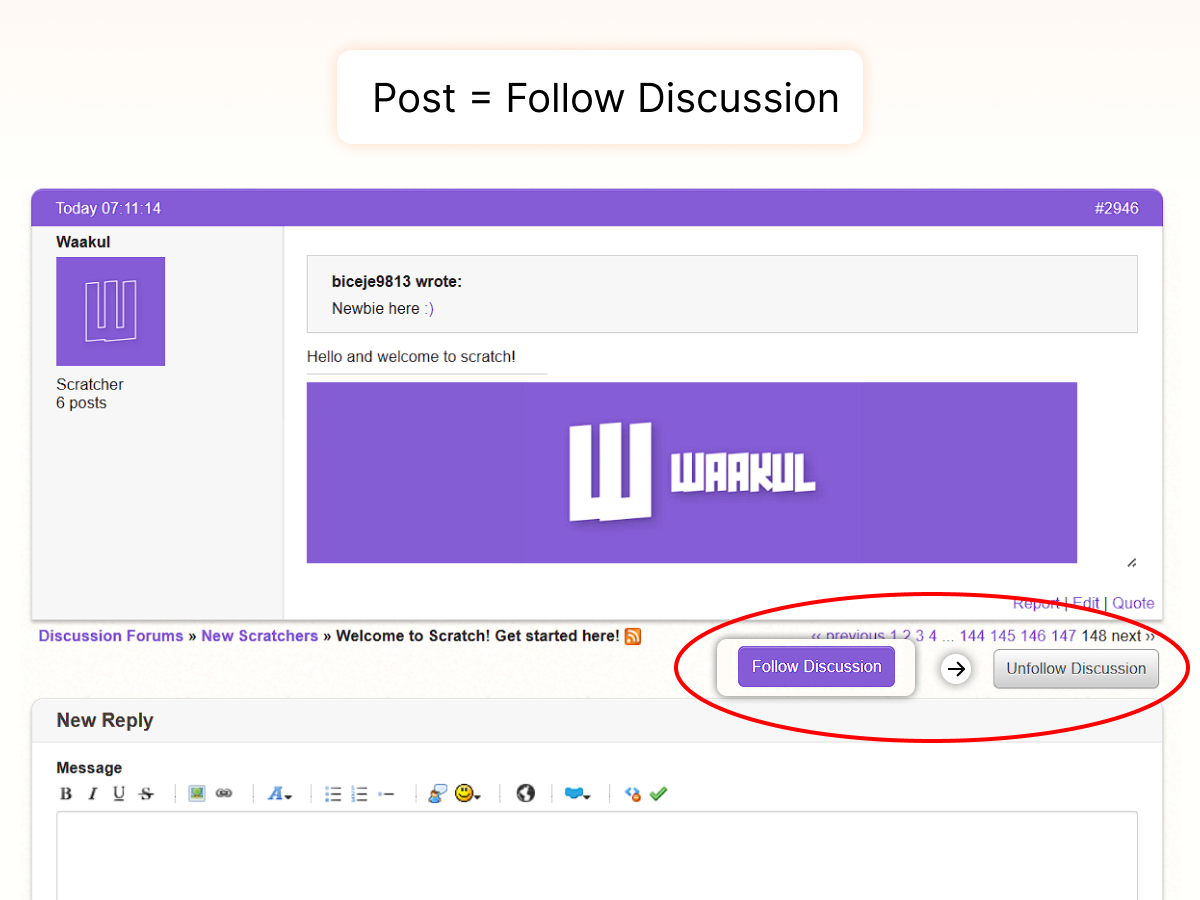 Post = Follow Discussion
Today 07:11:14
#2946
Waakul
Scratcher
6 posts
biceje9813 wrote:
Newbie here :)
Hello and welcome to scratch!
W WAAKUL
Report | Edit | Quote
Discussion Forums » New Scratchers » Welcome to Scratch! Get started here!
‹‹ previous 1 2 3 4 ... 144 145 146 147 148 next ››
Follow Discussion
Unfollow Discussion
New Reply
Message
B I U S